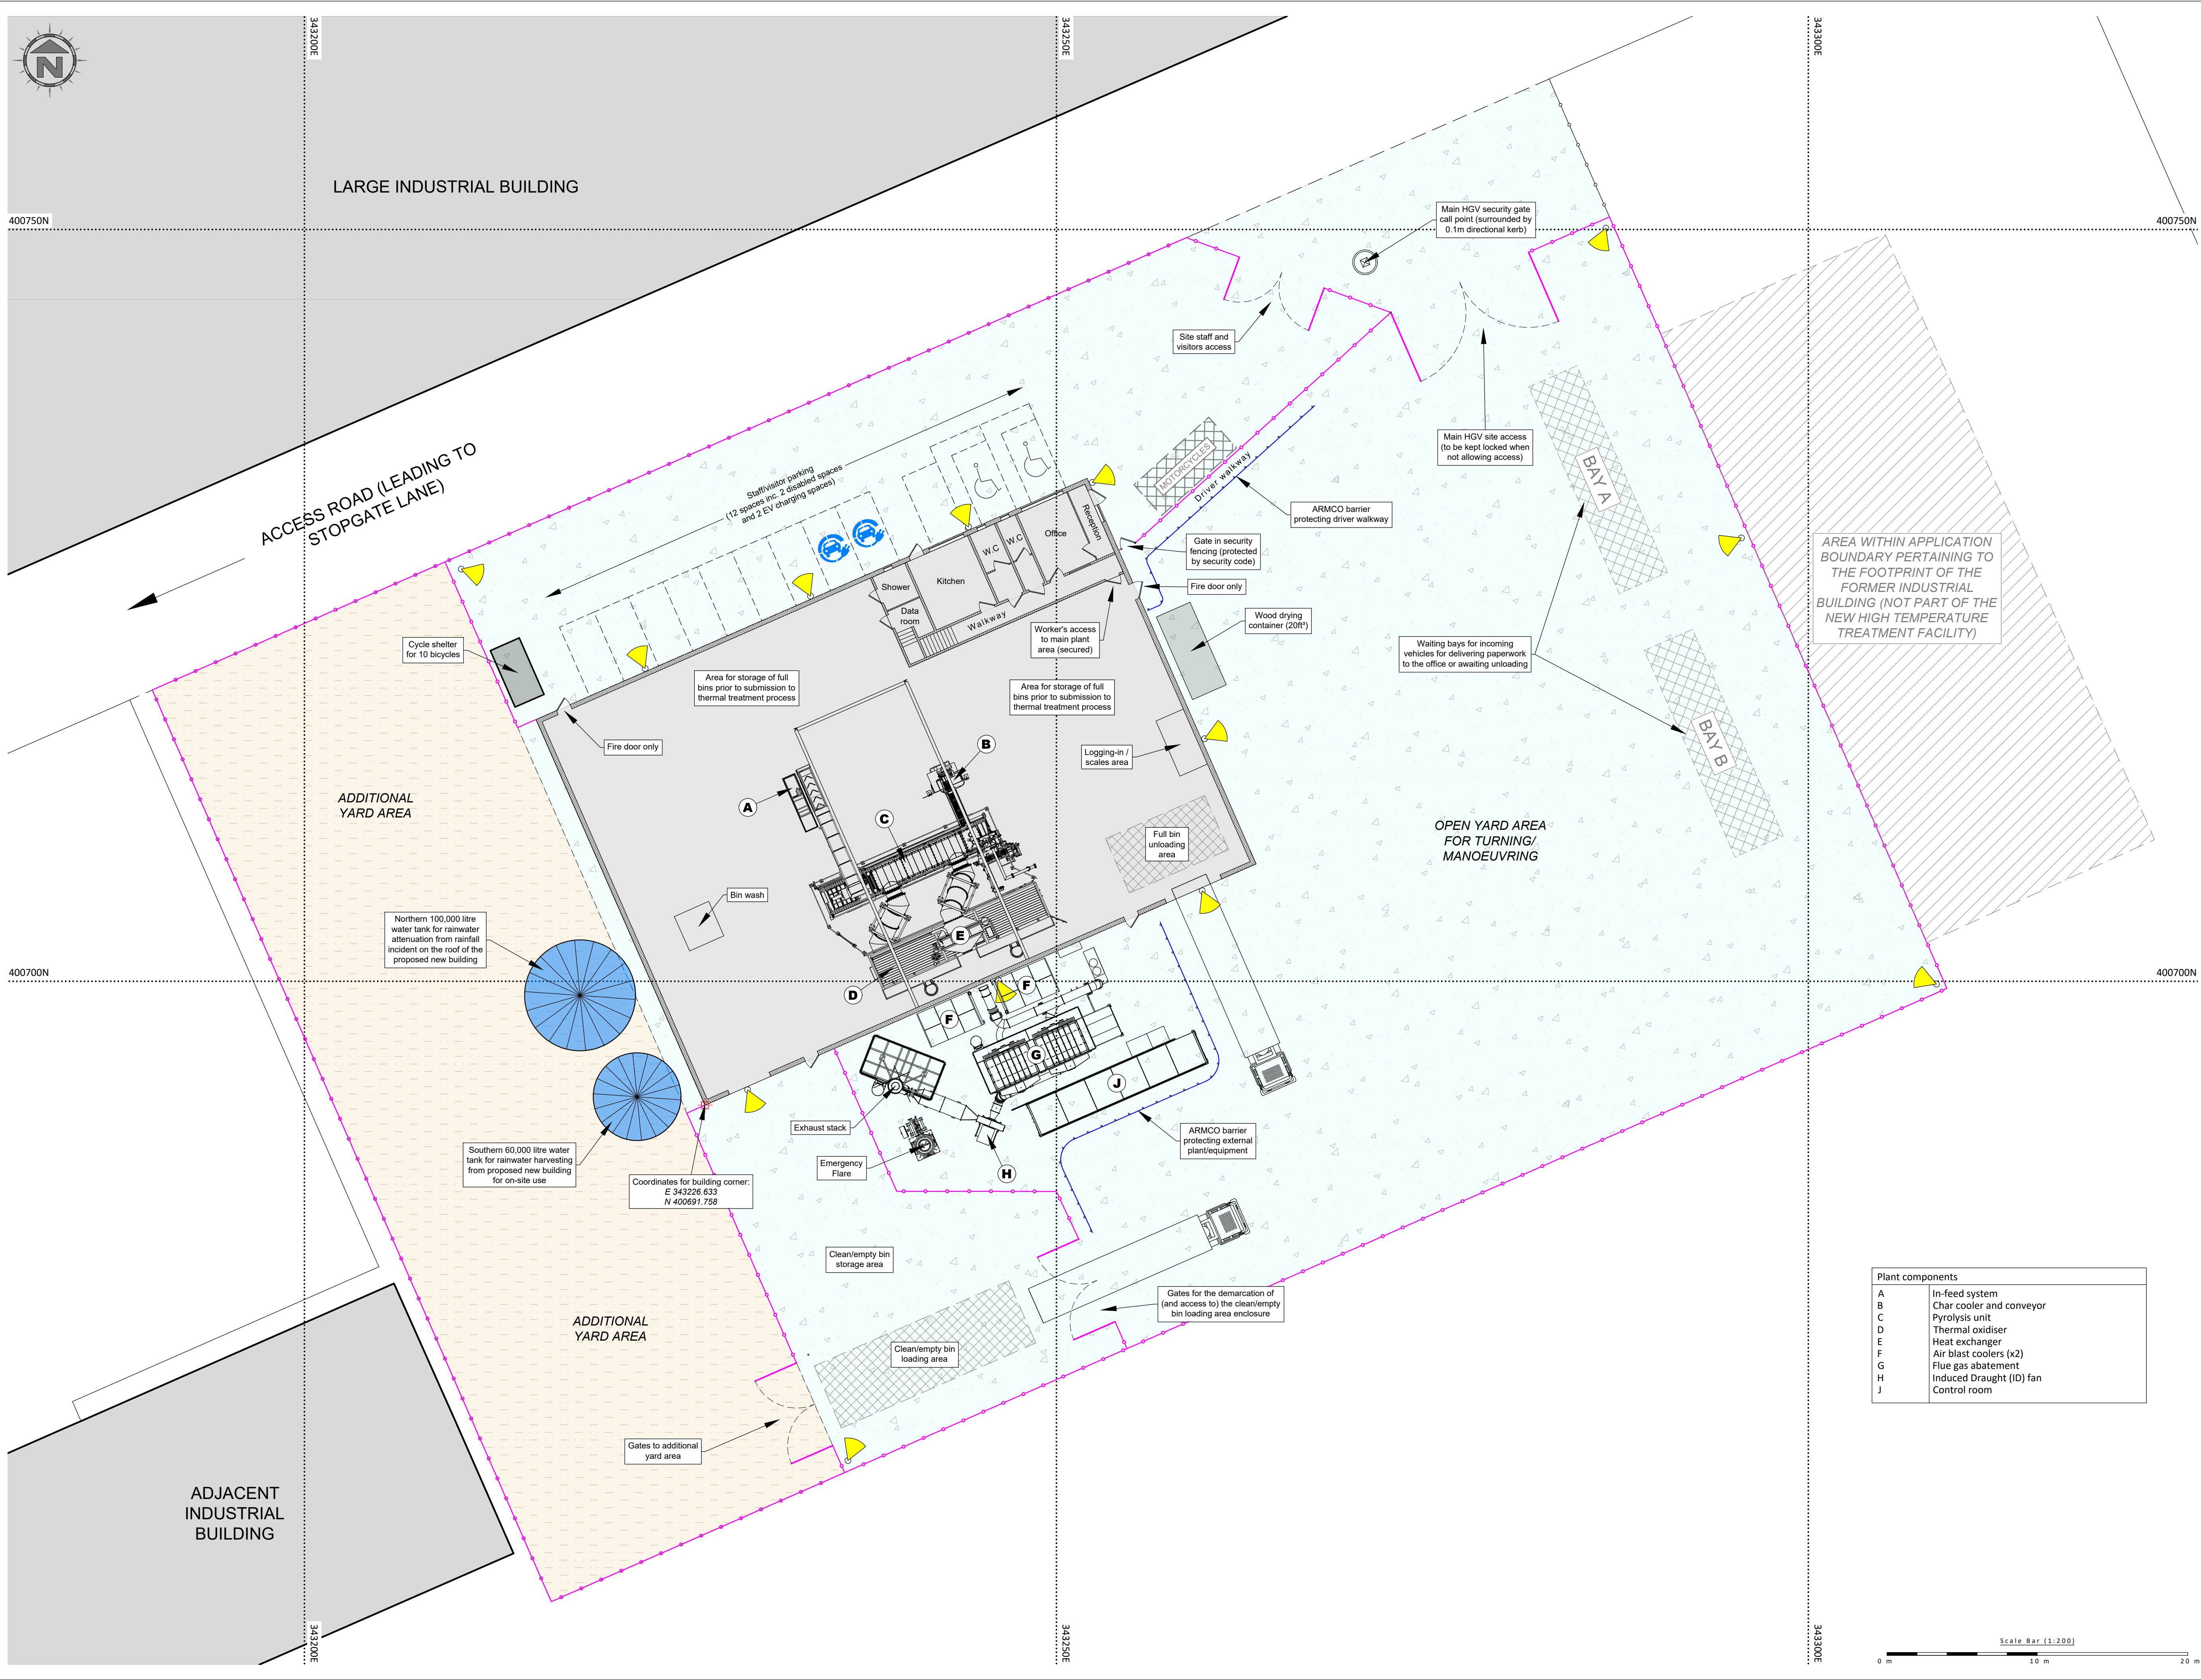 343200E
343250E
343300E
N
LARGE INDUSTRIAL BUILDING
400750N
400750N
Main HGV security gate
call point (surrounded by
0.1m directional kerb)
Site staff and
visitors access
Main HGV site access
(to be kept locked when
not allowing access)
ACCESS ROAD (LEADING TO
STOPGATE LANE)
Staff/visitor parking
(12 spaces inc. 2 disabled spaces
and 2 EV charging spaces)
MOTORCYCLES
Driver walkway
BAY A
ARMCO barrier
protecting driver walkway
Reception
Office
W.C
W.C
Kitchen
Shower
Data
room
Walkway
Gate in security
fencing (protected
by security code)
Fire door only
Wood drying
container (20ft³)
Worker's access
to main plant
area (secured)
AREA WITHIN APPLICATION
BOUNDARY PERTAINING TO
THE FOOTPRINT OF THE
FORMER INDUSTRIAL
BUILDING (NOT PART OF THE
NEW HIGH TEMPERATURE
TREATMENT FACILITY)
Waiting bays for incoming
vehicles for delivering paperwork
to the office or awaiting unloading
Cycle shelter
for 10 bicycles
Area for storage of full
bins prior to submission to
thermal treatment process
Area for storage of full
bins prior to submission to
thermal treatment process
Fire door only
Logging-in /
scales area
BAY B
B
A
C
ADDITIONAL
YARD AREA
OPEN YARD AREA
FOR TURNING/
MANOEUVRING
Full bin
unloading
area
Bin wash
Northern 100,000 litre
water tank for rainwater
attenuation from rainfall
incident on the roof of the
proposed new building
E
400700N
400700N
D
F
F
G
J
Exhaust stack
Emergency
Flare
H
ARMCO barrier
protecting external
plant/equipment
Southern 60,000 litre water
tank for rainwater harvesting
from proposed new building
for on-site use
Coordinates for building corner:
E 343226.633
N 400691.758
Clean/empty bin
storage area
Gates for the demarcation of
(and access to) the clean/empty
bin loading area enclosure
ADDITIONAL
YARD AREA
Clean/empty bin
loading area
Gates to additional
yard area
ADJACENT
INDUSTRIAL
BUILDING
Plant components
A In-feed system
B Char cooler and conveyor
C Pyrolysis unit
D Thermal oxidiser
E Heat exchanger
F Air blast coolers (x2)
G Flue gas abatement
H Induced Draught (ID) fan
J Control room
343200E
343250E
343300E
Scale Bar (1:200)
0 m 10 m 20 m